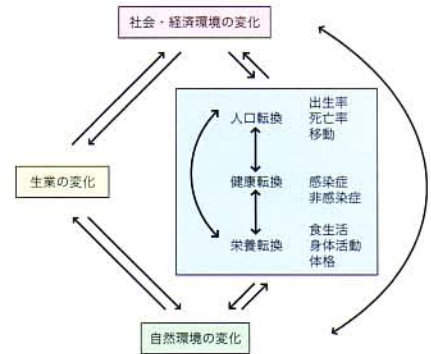 社会・経済環境の変化
人口転換
出生率
死亡率
移動
生業の変化
健康転換
感染症
非感染症
栄養転換
食生活
身体活動
体格
自然環境の変化